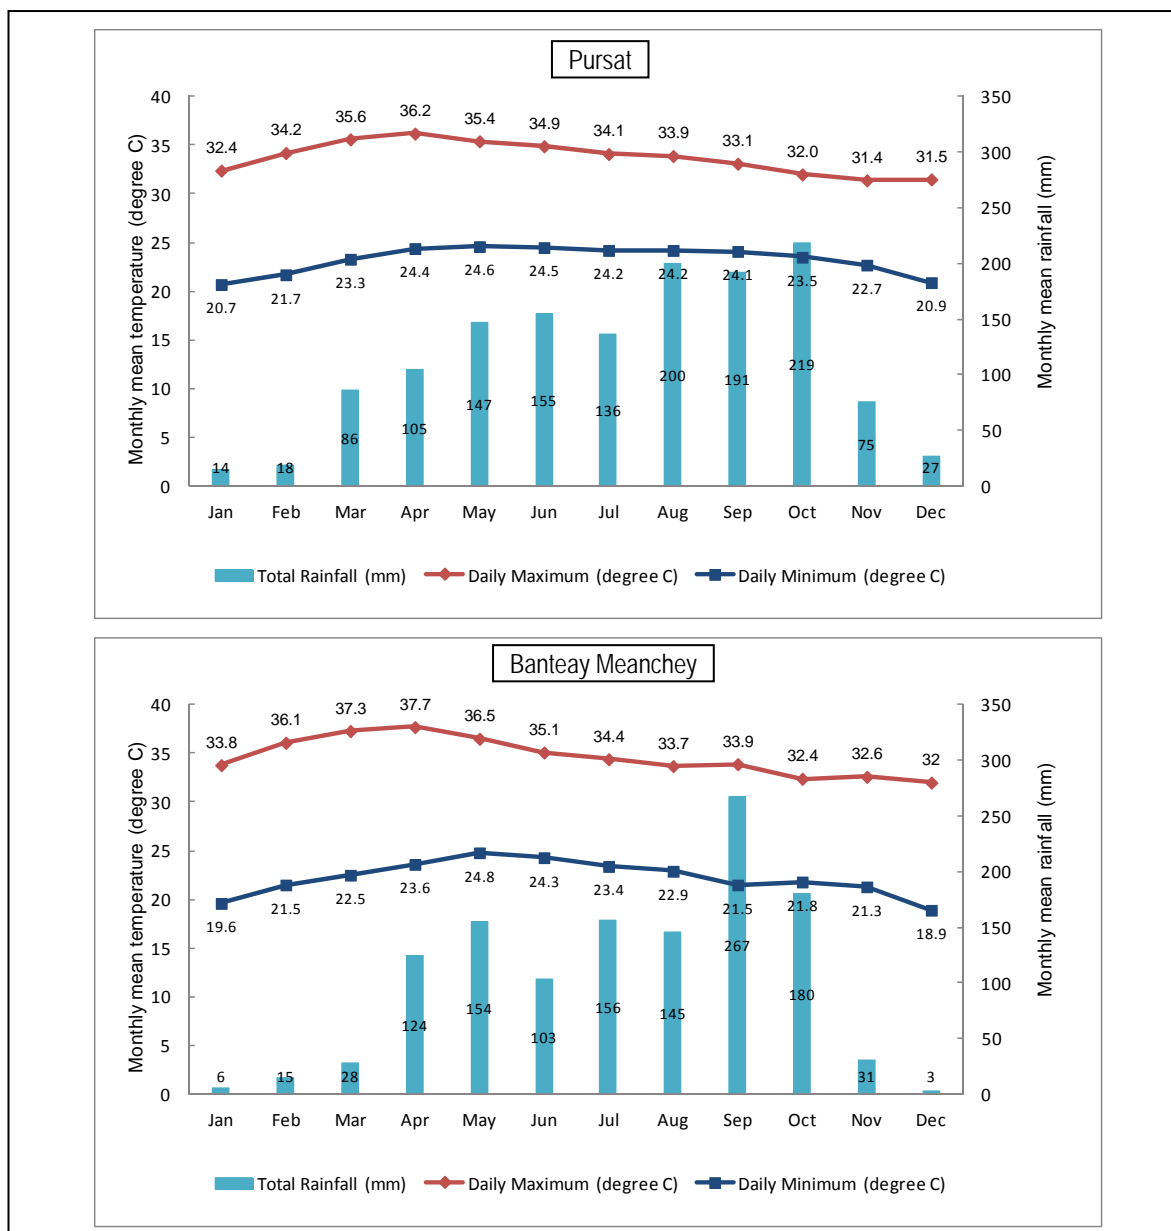 Pursat
Monthly mean temperature (degree C)
Monthly mean rainfall (mm)
40
35
30
25
20
15
10
5
0
350
300
250
200
150
100
50
0
32.4 34.2 35.6 36.2 35.4 34.9 34.1 33.9 33.1 32.0 31.4 31.5
20.7 21.7 23.3 24.4 24.6 24.5 24.2 24.2 24.1 23.5 22.7 20.9
14 18 86 105 147 155 136 200 191 219 75 27
Jan Feb Mar Apr May Jun Jul Aug Sep Oct Nov Dec
Total Rainfall (mm) Daily Maximum (degree C) Daily Minimum (degree C)
Banteay Meanchey
Monthly mean temperature (degree C)
Monthly mean rainfall (mm)
40
35
30
25
20
15
10
5
0
350
300
250
200
150
100
50
0
33.8 36.1 37.3 37.7 36.5 35.1 34.4 33.7 33.9 32.4 32.6 32
19.6 21.5 22.5 23.6 24.8 24.3 23.4 22.9 21.5 21.8 21.3 18.9
6 15 28 124 154 103 156 145 267 180 31 3
Jan Feb Mar Apr May Jun Jul Aug Sep Oct Nov Dec
Total Rainfall (mm) Daily Maximum (degree C) Daily Minimum (degree C)